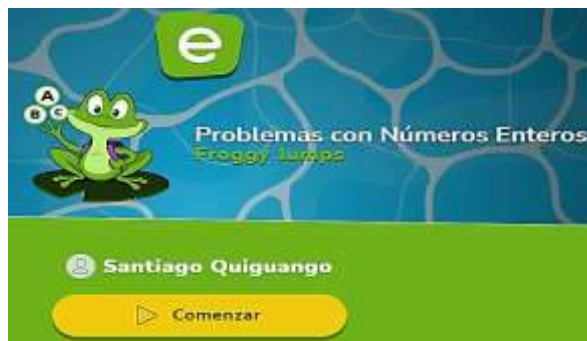 e
A
B C
Problemas con Números Enteros
Froggy Jumps
Santiago Quiguango
Comenzar